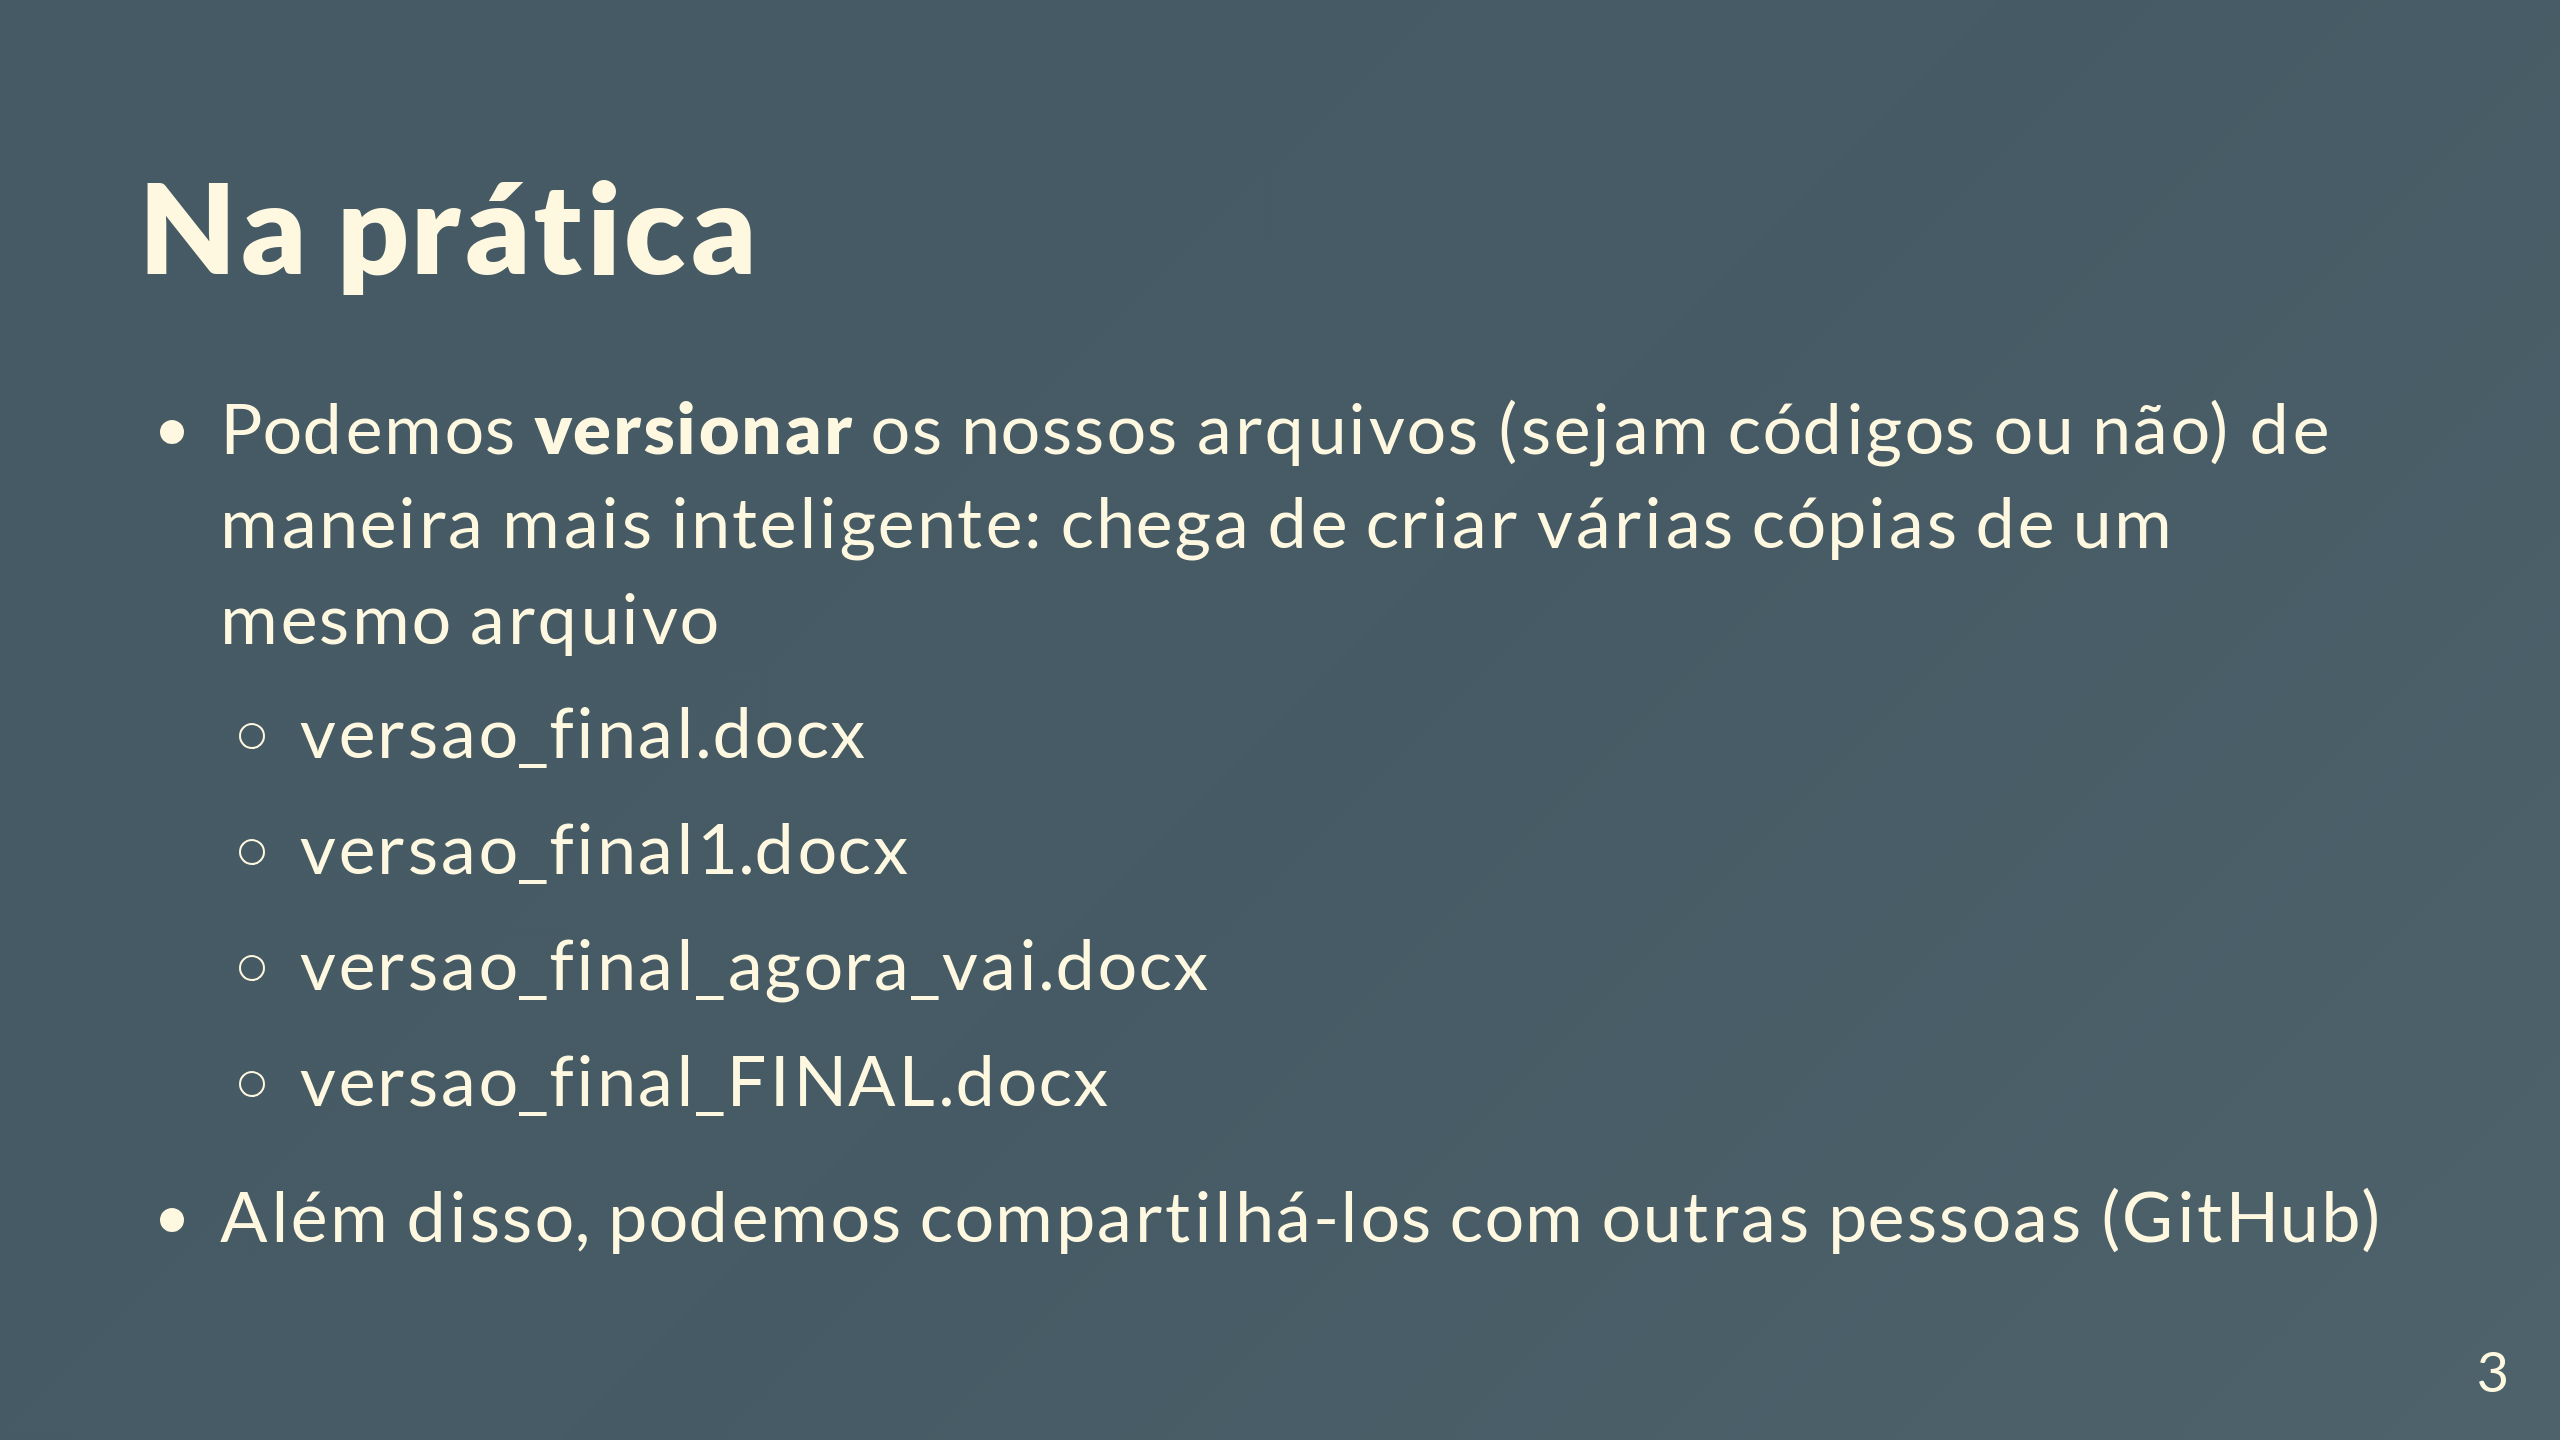 Na prática
• Podemos versionar os nossos arquivos (sejam códigos ou não) de
maneira mais inteligente: chega de criar várias cópias de um
mesmo arquivo
○ versao_final.docx
○ versao_final1.docx
○ versao_final_agora_vai.docx
○ versao_final_FINAL.docx
• Além disso, podemos compartilhá-los com outras pessoas (GitHub)
3